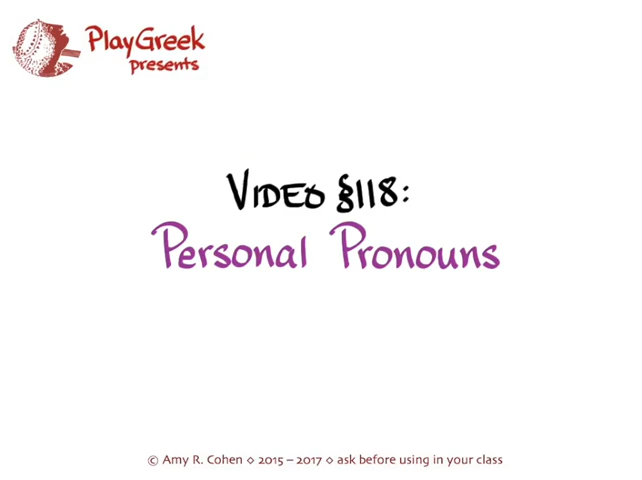 PlayGreek
presents
Video §118:
Personal Pronouns
© Amy R. Cohen ◇ 2015 – 2017 ◇ ask before using in your class